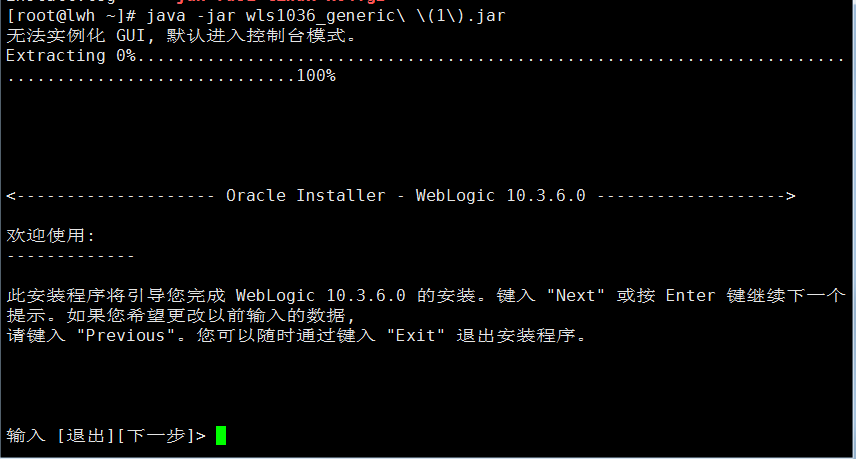 [root@lwh ~]# java -jar wls1036_generic\ \(1\).jar
无法实例化 GUI, 默认进入控制台模式。
Extracting 0%.......................................................................
.............................100%
<-------------------- Oracle Installer - WebLogic 10.3.6.0 ------------------->
欢迎使用:
-------------
此安装程序将引导您完成 WebLogic 10.3.6.0 的安装。键入 "Next" 或按 Enter 键继续下一个
提示。如果您希望更改以前输入的数据,
请键入 "Previous"。您可以随时通过键入 "Exit" 退出安装程序。
输入 [退出][下一步]>